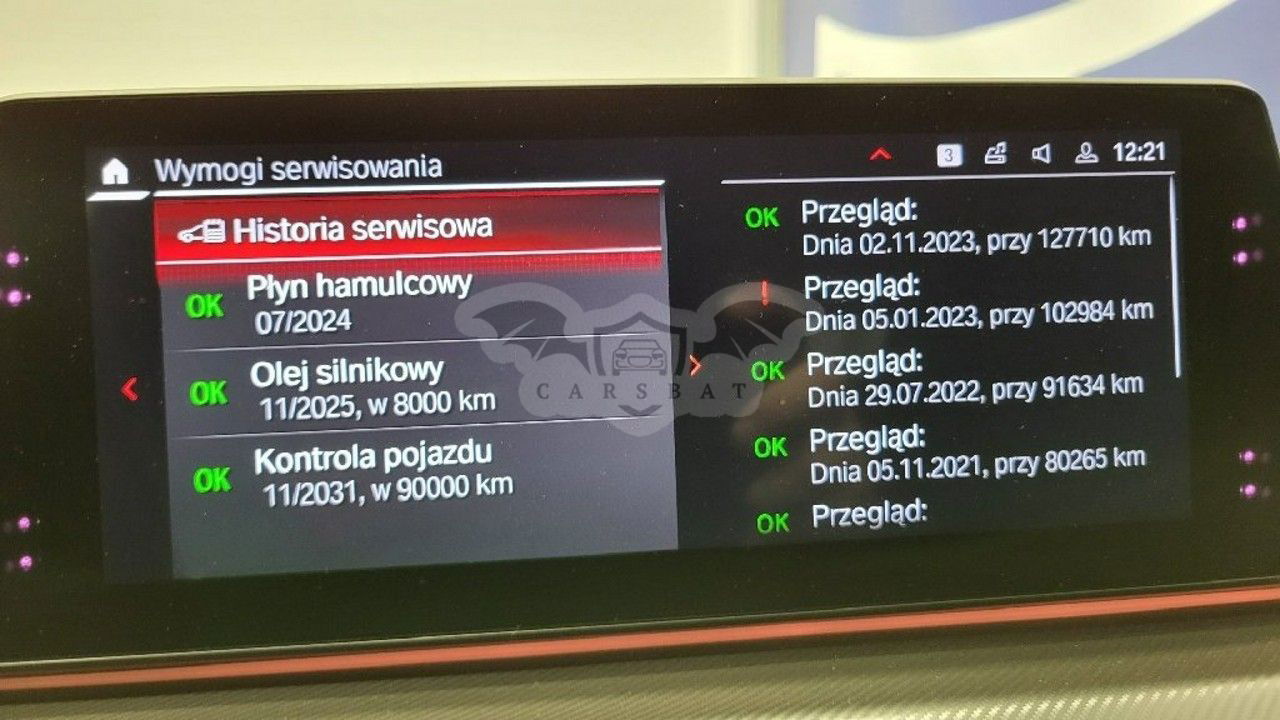 Wymogi serwisowania
3
12:21
Historia serwisowa
OK
Płyn hamulcowy
07/2024
OK
Olej silnikowy
11/2025, w 8000 km
OK
Kontrola pojazdu
11/2031, w 90000 km
OK
Przegląd:
Dnia 02.11.2023, przy 127710 km
!
Przegląd:
Dnia 05.01.2023, przy 102984 km
OK
Przegląd:
Dnia 29.07.2022, przy 91634 km
OK
Przegląd:
Dnia 05.11.2021, przy 80265 km
OK
Przegląd:
CARSBAT